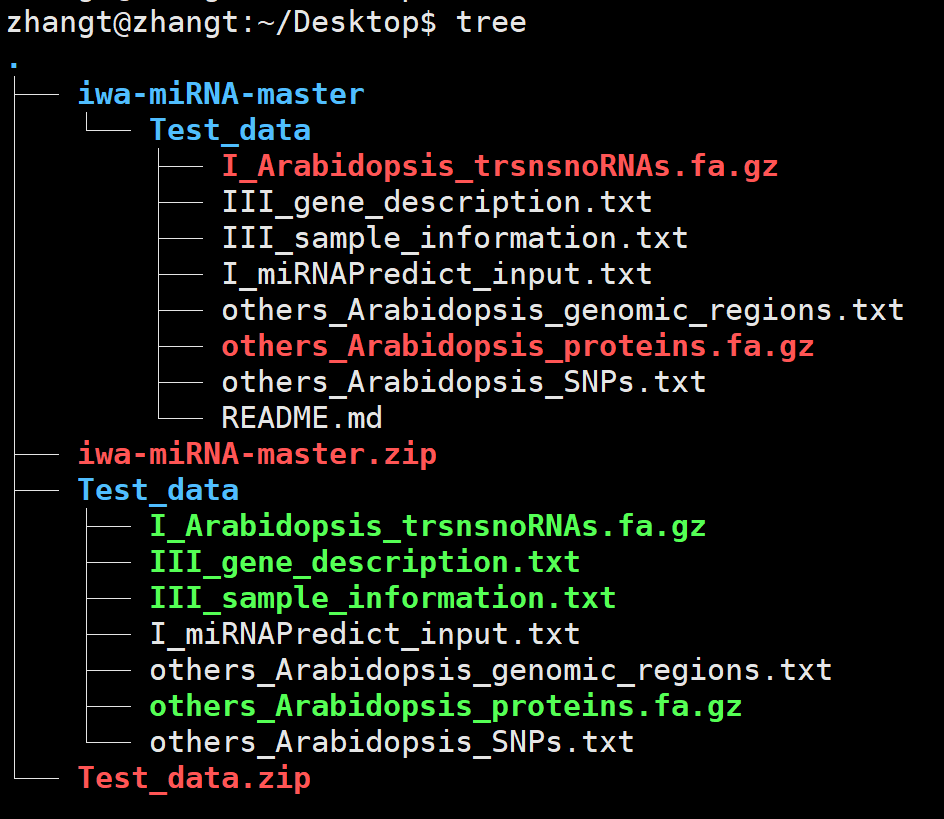 zhangt@zhangt:~/Desktop$ tree
.
iwa-miRNA-master
Test_data
I_Arabidopsis_trsnsnoRNAs.fa.gz
III_gene_description.txt
III_sample_information.txt
I_miRNAPredict_input.txt
others_Arabidopsis_genomic_regions.txt
others_Arabidopsis_proteins.fa.gz
others_Arabidopsis_SNPs.txt
README.md
iwa-miRNA-master.zip
Test_data
I_Arabidopsis_trsnsnoRNAs.fa.gz
III_gene_description.txt
III_sample_information.txt
I_miRNAPredict_input.txt
others_Arabidopsis_genomic_regions.txt
others_Arabidopsis_proteins.fa.gz
others_Arabidopsis_SNPs.txt
Test_data.zip